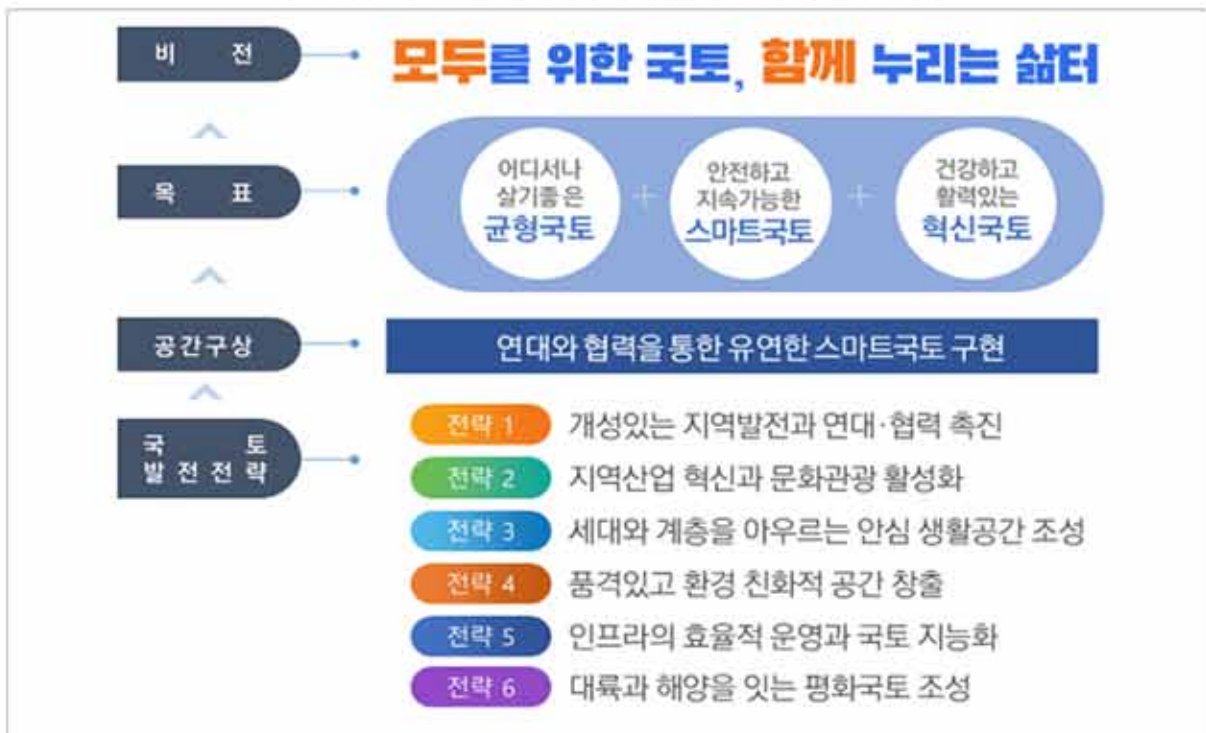 비 전
모두를 위한 국토, 함께 누리는 삶터
목 표
어디서나
살기좋은
균형국토
+
안전하고
지속가능한
스마트국토
+
건강하고
활력있는
혁신국토
공간구상
연대와 협력을 통한 유연한 스마트국토 구현
국 토
발전전략
전략 1 개성있는 지역발전과 연대·협력 촉진
전략 2 지역산업 혁신과 문화관광 활성화
전략 3 세대와 계층을 아우르는 안심 생활공간 조성
전략 4 품격있고 환경 친화적 공간 창출
전략 5 인프라의 효율적 운영과 국토 지능화
전략 6 대륙과 해양을 잇는 평화국토 조성